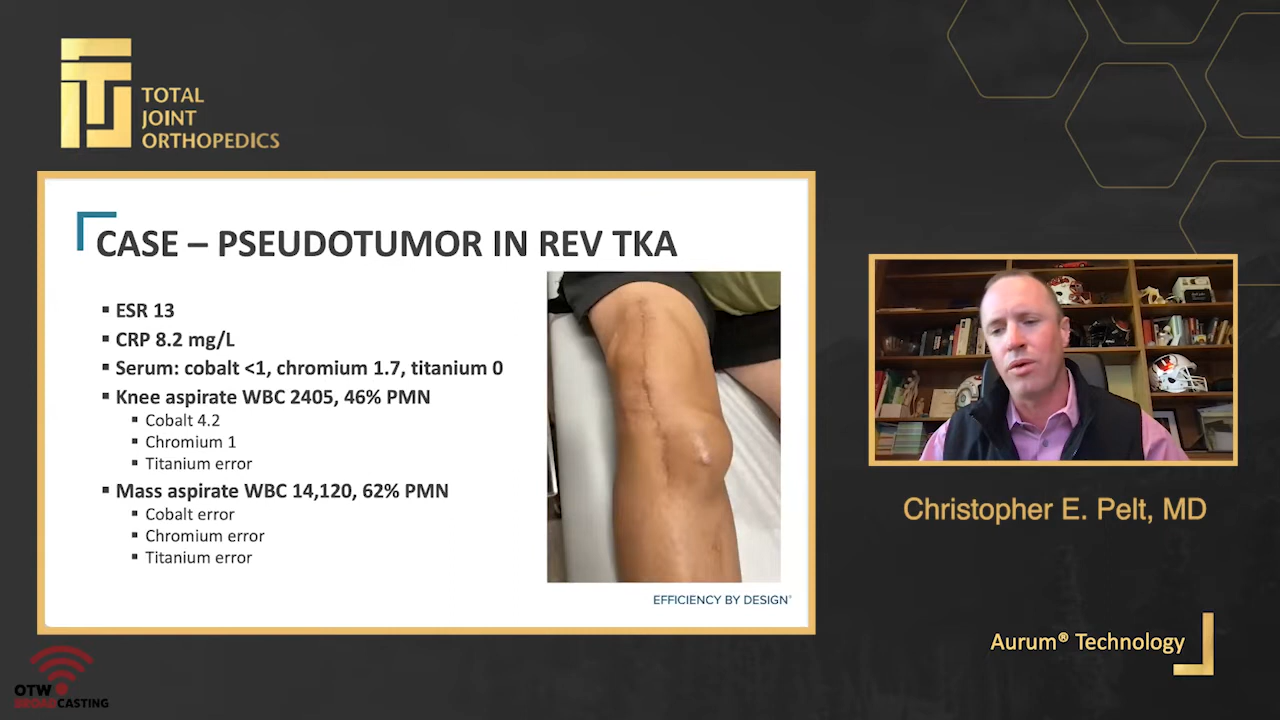 TOTAL
JOINT
ORTHOPEDICS
CASE – PSEUDOTUMOR IN REV TKA
▪ ESR 13
▪ CRP 8.2 mg/L
▪ Serum: cobalt <1, chromium 1.7, titanium 0
▪ Knee aspirate WBC 2405, 46% PMN
▪ Cobalt 4.2
▪ Chromium 1
▪ Titanium error
▪ Mass aspirate WBC 14,120, 62% PMN
▪ Cobalt error
▪ Chromium error
▪ Titanium error
EFFICIENCY BY DESIGN
Christopher E. Pelt, MD
Aurum® Technology
OTW
BROADCASTING